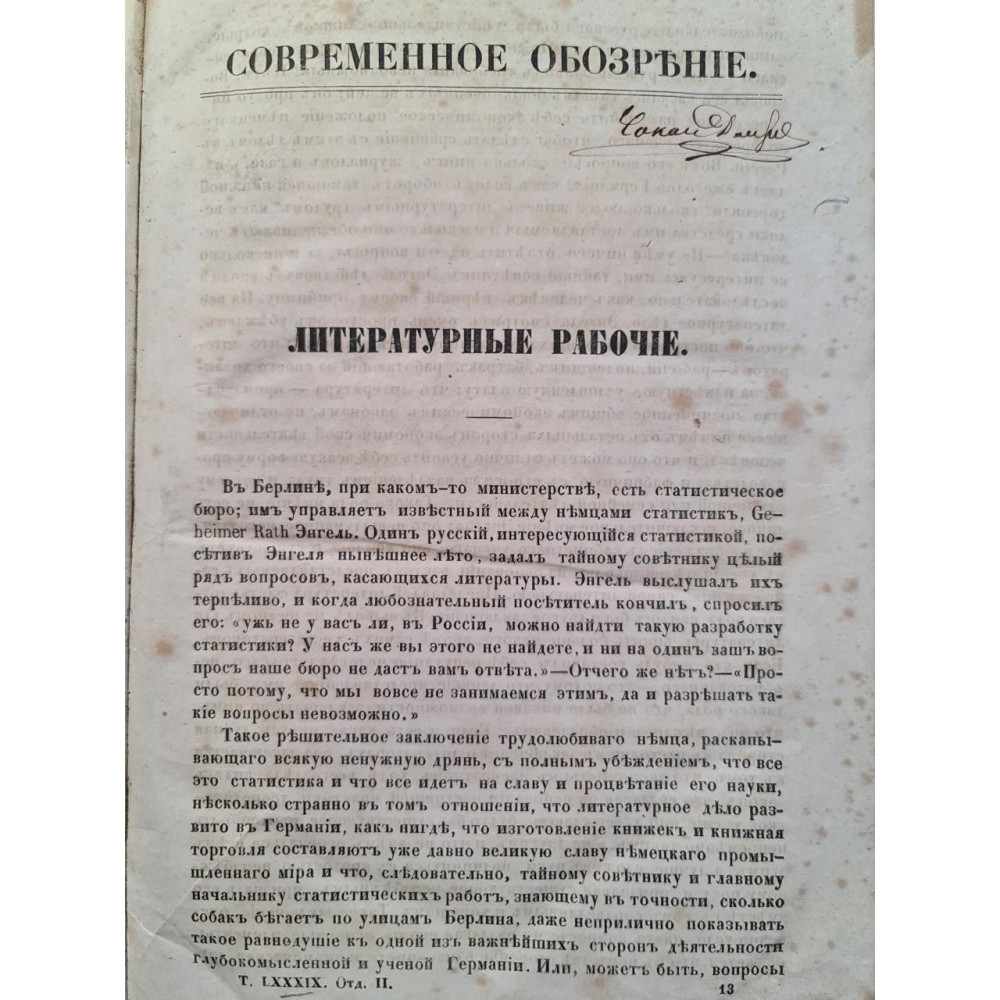 СОВРЕМЕННОЕ ОБОЗРѢНІЕ.
ЛИТЕРАТУРНЫЕ РАБОЧІЕ.
Въ Берлинѣ, при какомъ-то министерствѣ, есть статистическое
бюро; имъ управляетъ извѣстный между нѣмцами статистик, Ge-
heimer Rath Энгель. Одинъ русскій, интересующійся статистикой, по-
сѣтивъ Энгеля нынѣшнее лѣто, задалъ тайному совѣтнику цѣлый
рядъ вопросовъ, касающихся литературы. Энгель выслушалъ ихъ
терпѣливо, и когда любознательный посѣтитель кончилъ, спросилъ
его: «ужь не у васъ ли, въ Россіи, можно найдти такую разработку
статистики? У насъ же вы этого не найдете, и ни на одинъ вашъ во-
просъ наше бюро не дастъ вамъ отвѣта.»—Отчего же нѣтъ?—«Про-
сто потому, что мы вовсе не занимаемся этимъ, да и разрѣшать та-
кіе вопросы невозможно.»
Такое рѣшительное заключеніе трудолюбиваго нѣмца, раскапы-
вающаго всякую ненужную дрянь, съ полнымъ убѣжденіемъ, что все
это статистика и что все идетъ на славу и процвѣтаніе его науки,
нѣсколько странно въ томъ отношеніи, что литературное дѣло раз-
вито въ Германіи, какъ нигдѣ, что изготовленіе книжекъ и книжная
торговля составляютъ уже давно великую славу нѣмецкаго промы-
шленнаго міра и что, слѣдовательно, тайному совѣтнику и главному
начальнику статистическихъ работъ, знающему въ точности, сколько
собакъ бѣгаетъ по улицамъ Берлина, даже неприлично показывать
такое равнодушіе къ одной изъ важнѣйшихъ сторонъ дѣятельности
глубокомысленной и ученой Германіи. Или, можетъ быть, вопросы
Т. LXXXIX. Отд. II.
13